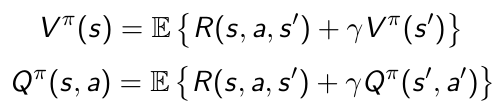 V^π(s) = 𝔼{R(s, a, s′) + γV^π(s′)}
Q^π(s, a) = 𝔼{R(s, a, s′) + γQ^π(s′, a′)}